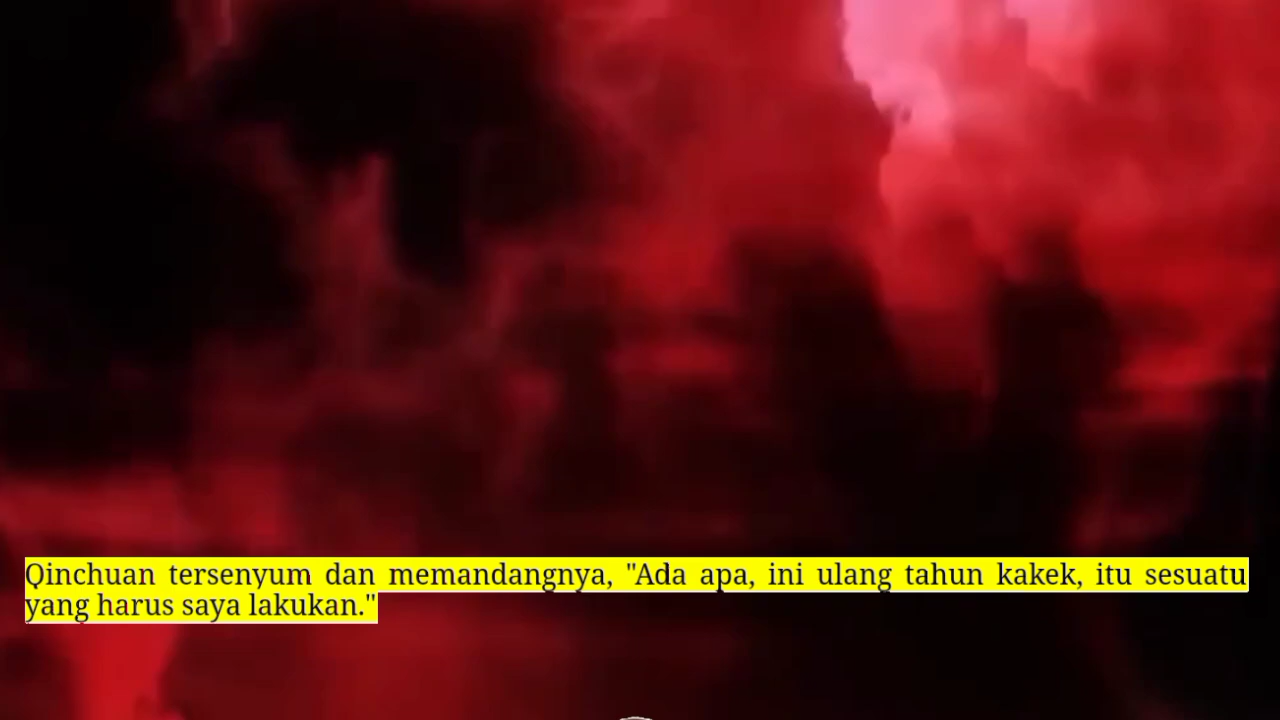 Qinchuan tersenyum dan memandangnya, "Ada apa, ini ulang tahun kakek, itu sesuatu
yang harus saya lakukan."